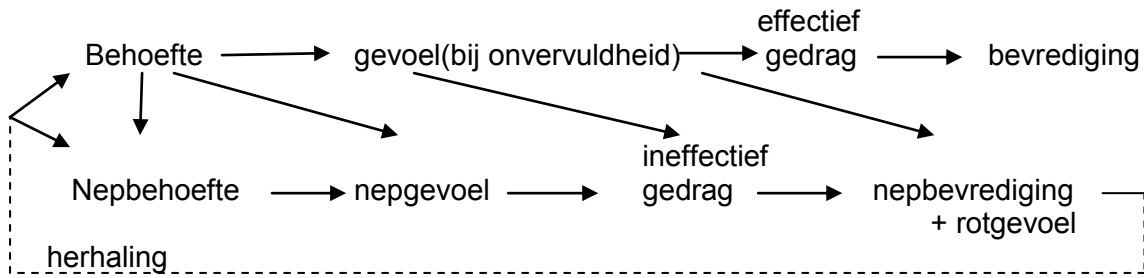 effectief
Behoefte gevoel(bij onvervuldheid) gedrag bevrediging
ineffectief
Nepbehoefte nepgevoel gedrag nepbevrediging
+ rotgevoel
herhaling